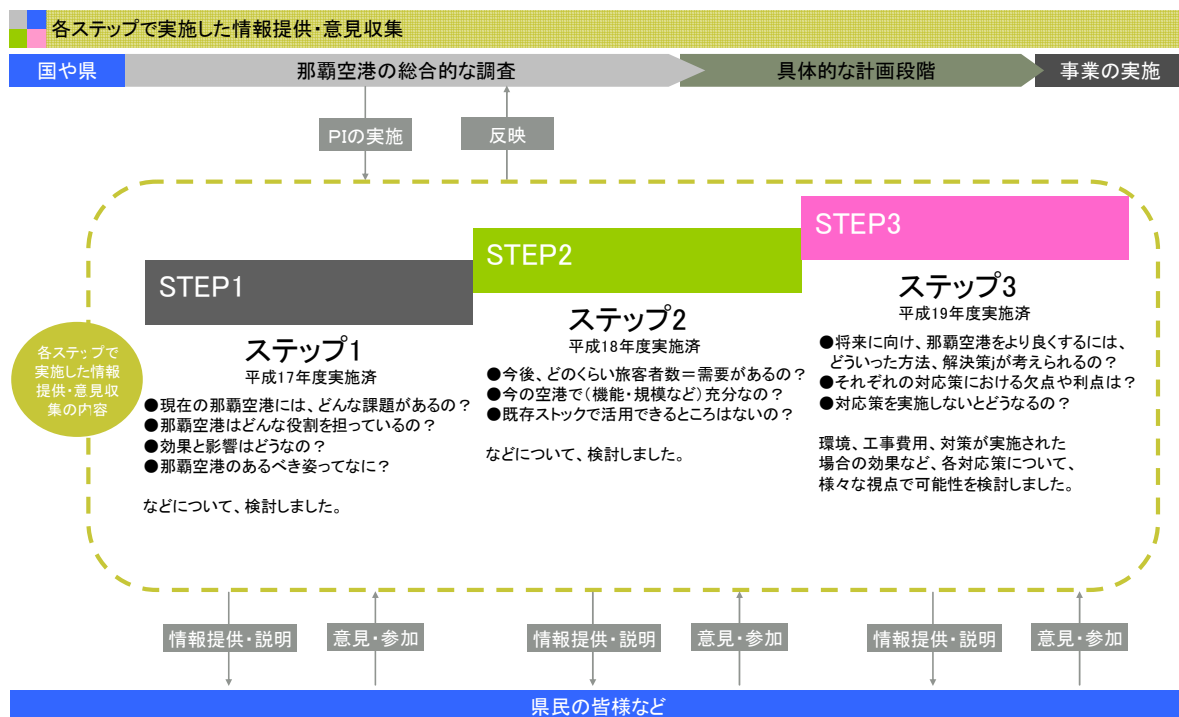 各ステップで実施した情報提供・意見収集
国や県
那覇空港の総合的な調査
具体的な計画段階
事業の実施
PIの実施
反映
各ステップで
実施した情報
提供・意見収
集の内容
STEP1
ステップ1
平成17年度実施済
●現在の那覇空港には、どんな課題があるの？
●那覇空港はどんな役割を担っているの？
●効果と影響はどうなの？
●那覇空港のあるべき姿ってなに？
などについて、検討しました。
STEP2
ステップ2
平成18年度実施済
●今後、どのくらい旅客者数＝需要があるの？
●今の空港で（機能・規模など）充分なの？
●既存ストックで活用できるところはないの？
などについて、検討しました。
STEP3
ステップ3
平成19年度実施済
●将来に向け、那覇空港をより良くするには、
どういった方法、解決策jが考えられるの？
●それぞれの対応策における欠点や利点は？
●対応策を実施しないとどうなるの？
環境、工事費用、対策が実施された
場合の効果など、各対応策について、
様々な視点で可能性を検討しました。
情報提供・説明
意見・参加
情報提供・説明
意見・参加
情報提供・説明
意見・参加
県民の皆様など